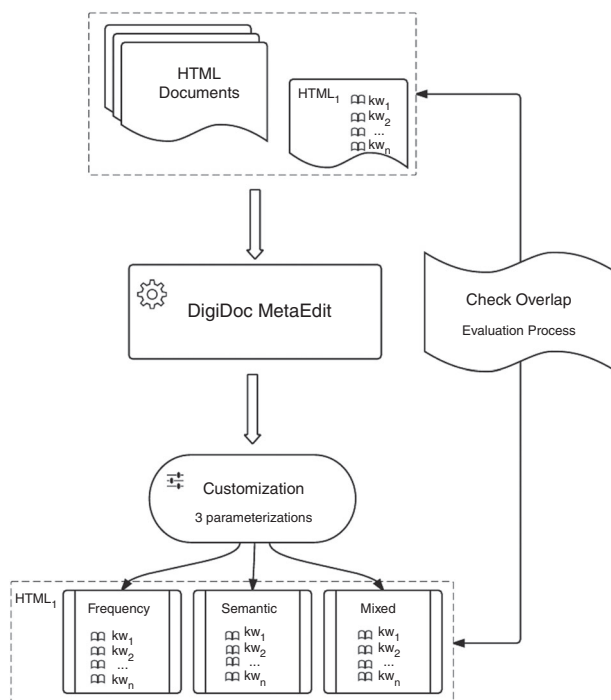 HTML
Documents
HTML₁
kw₁
kw₂
...
kwₙ
DigiDoc MetaEdit
Check Overlap
Evaluation Process
Customization
3 parameterizations
HTML₁
Frequency
kw₁
kw₂
...
kwₙ
Semantic
kw₁
kw₂
...
kwₙ
Mixed
kw₁
kw₂
...
kwₙ